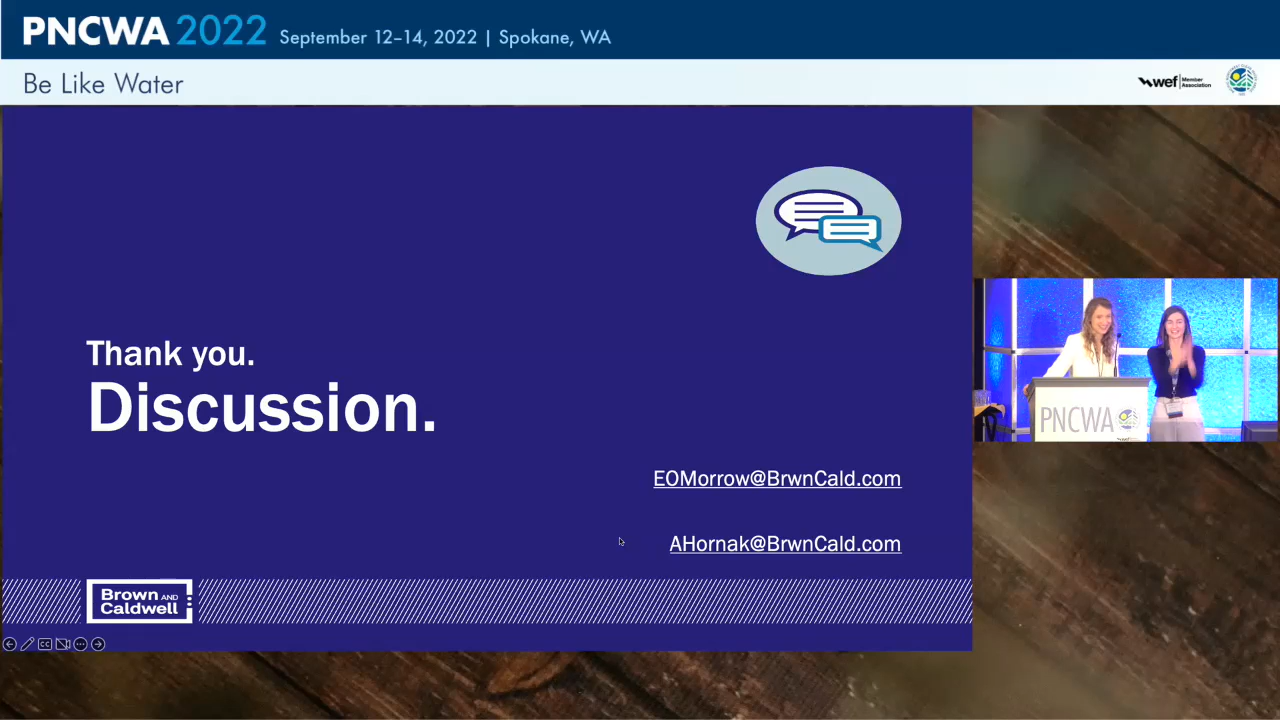 PNCWA 2022 September 12–14, 2022 | Spokane, WA
Be Like Water
wef Member Association
Thank you.
Discussion.
EOMorrow@BrwnCald.com
AHornak@BrwnCald.com
Brown AND
Caldwell
CC
PNCWA